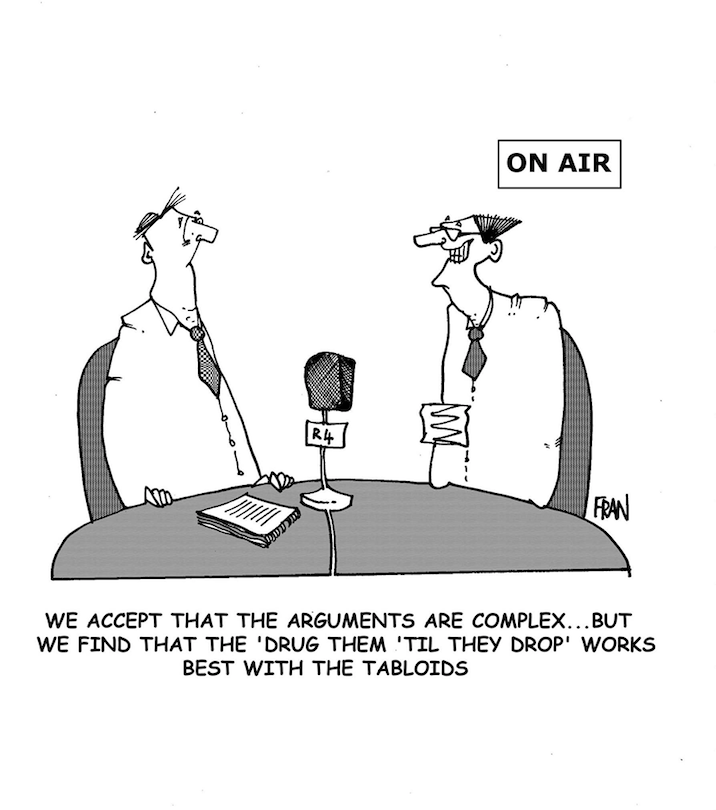 ON AIR
R4
FRAN
WE ACCEPT THAT THE ARGUMENTS ARE COMPLEX...BUT
WE FIND THAT THE 'DRUG THEM 'TIL THEY DROP' WORKS
BEST WITH THE TABLOIDS